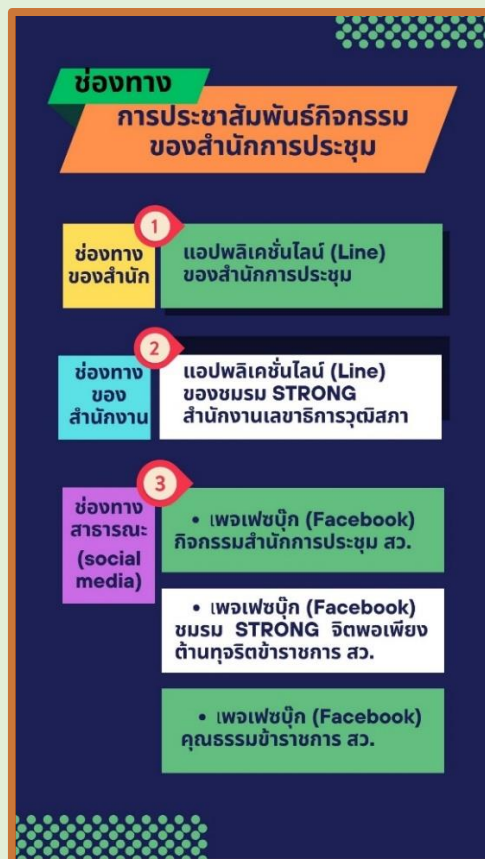 ช่องทาง
การประชาสัมพันธ์กิจกรรม
ของสำนักการประชุม
1
ช่องทาง
ของสำนัก
แอปพลิเคชั่นไลน์ (Line)
ของสำนักการประชุม
2
ช่องทาง
ของ
สำนักงาน
แอปพลิเคชั่นไลน์ (Line)
ของชมรม STRONG
สำนักงานเลขาธิการวุฒิสภา
3
ช่องทาง
สาธารณะ
(social
media)
• เพจเฟซบุ๊ก (Facebook)
กิจกรรมสำนักการประชุม สว.
• เพจเฟซบุ๊ก (Facebook)
ชมรม STRONG จิตพอเพียง
ต้านทุจริตข้าราชการ สว.
• เพจเฟซบุ๊ก (Facebook)
คุณธรรมข้าราชการ สว.